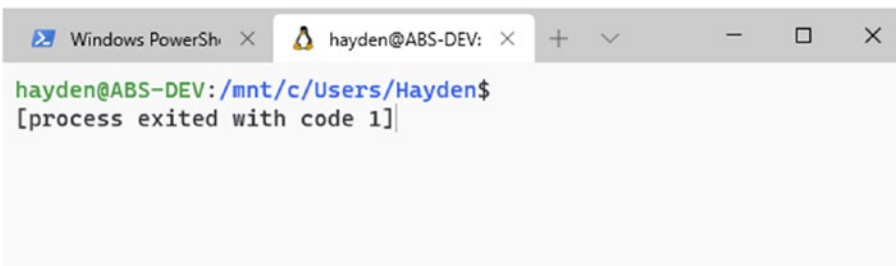 Windows PowerSh
hayden@ABS-DEV:
hayden@ABS-DEV:/mnt/c/Users/Hayden$
[process exited with code 1]